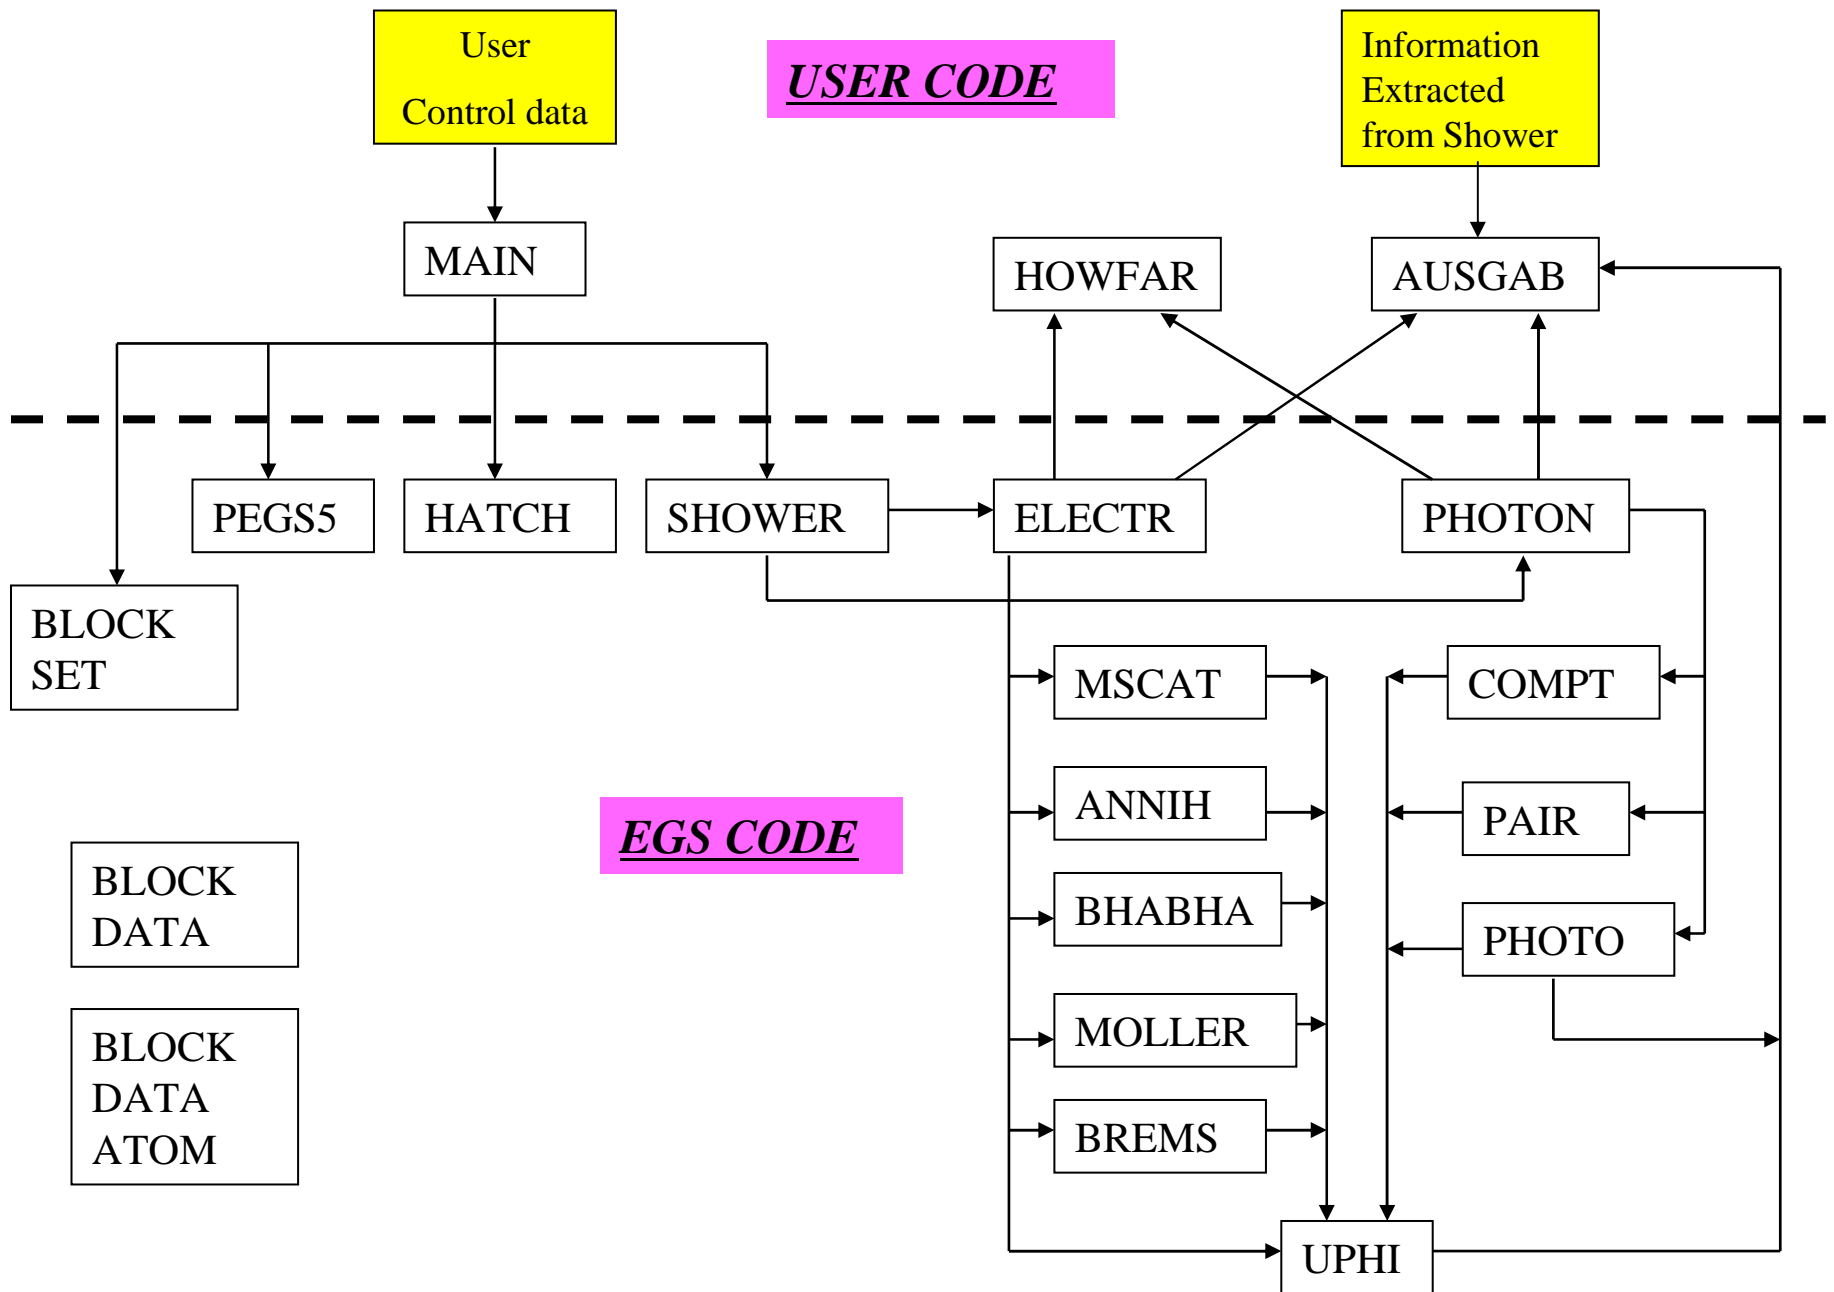 User
Control data
USER CODE
Information
Extracted
from Shower
MAIN
HOWFAR
AUSGAB
PEGS5
HATCH
SHOWER
ELECTR
PHOTON
BLOCK
SET
MSCAT
COMPT
ANNIH
PAIR
EGS CODE
BLOCK
DATA
BHABHA
PHOTO
MOLLER
BLOCK
DATA
ATOM
BREMS
UPHI